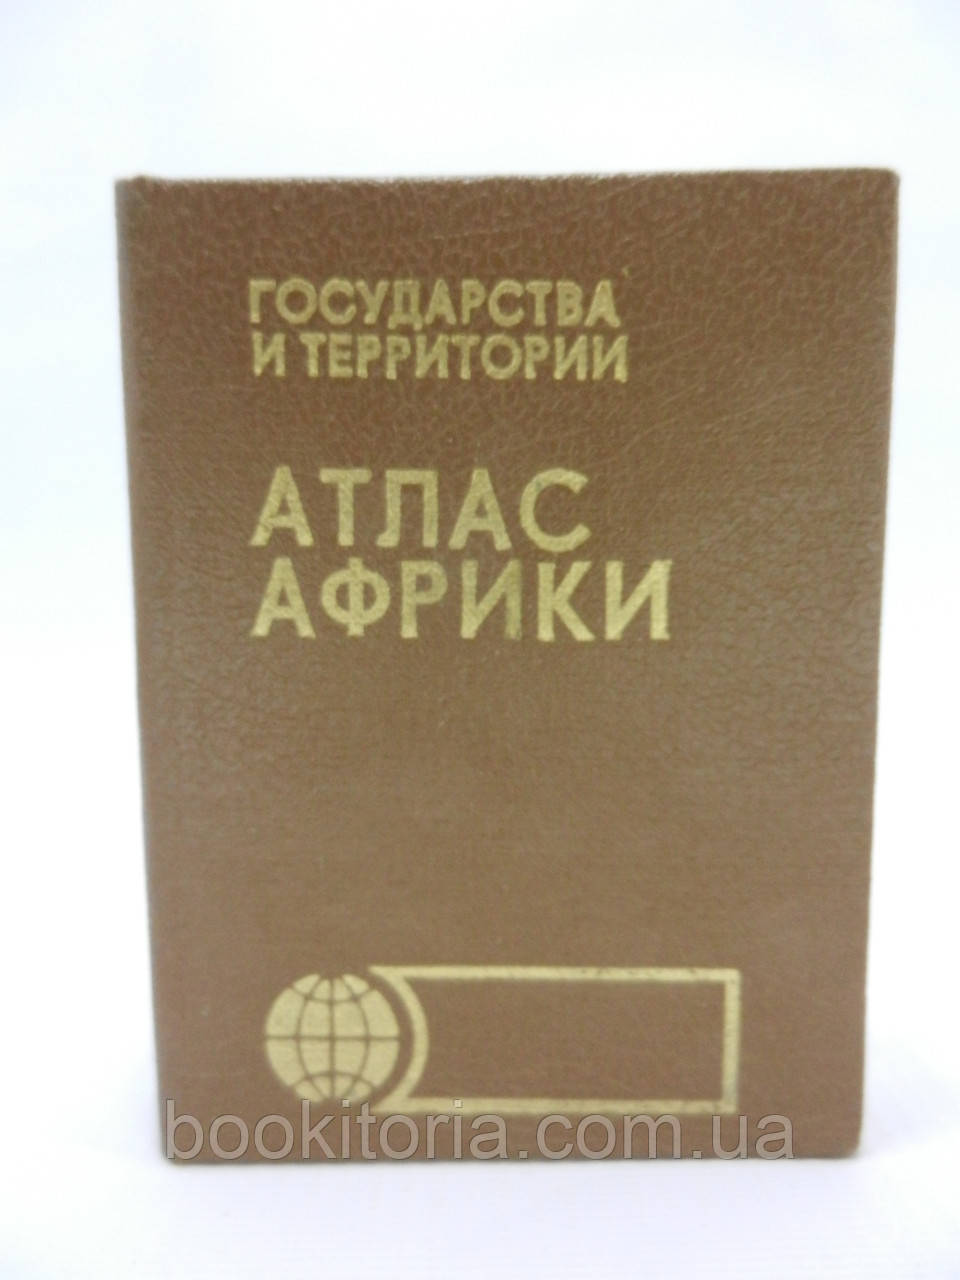 ГОСУДАРСТВА
И ТЕРРИТОРИИ
АТЛАС
АФРИКИ
bookitoria.com.ua